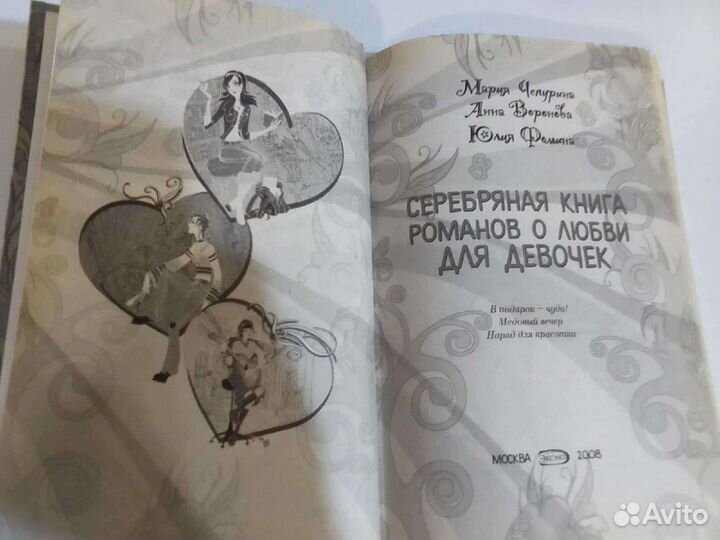 Мария Чепурина
Анна Воронова
Юлия Фомина
СЕРЕБРЯНАЯ КНИГА
РОМАНОВ О ЛЮБВИ
ДЛЯ ДЕВОЧЕК
В подарок – чудо!
Медовый вечер
Наряд для красотки
МОСКВА ЭКСМО 2008
Avito